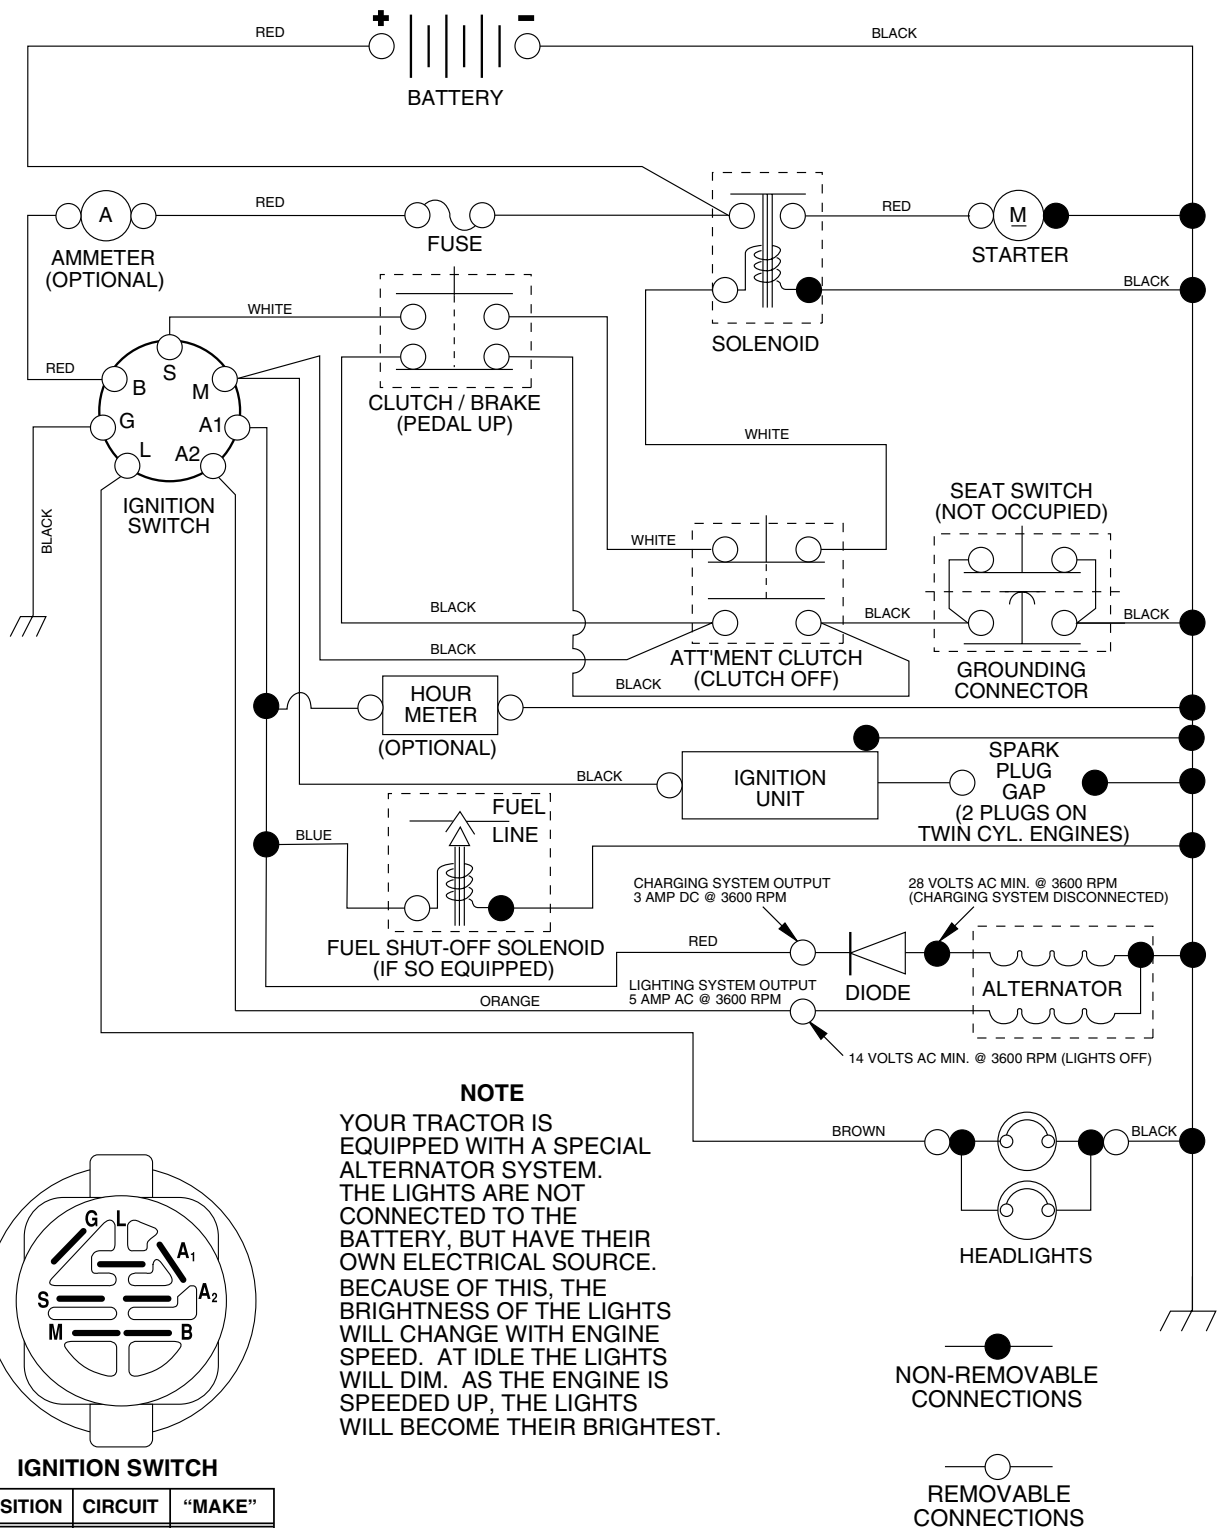 + -
RED
BLACK
BATTERY
A
RED
FUSE
RED
M
AMMETER
(OPTIONAL)
STARTER
WHITE
BLACK
SOLENOID
RED
S
B
M
CLUTCH / BRAKE
(PEDAL UP)
G
A1
WHITE
L
A2
IGNITION
SWITCH
BLACK
SEAT SWITCH
(NOT OCCUPIED)
WHITE
BLACK
BLACK
BLACK
BLACK
ATT'MENT CLUTCH
(CLUTCH OFF)
GROUNDING
CONNECTOR
BLACK
HOUR
METER
(OPTIONAL)
BLACK
IGNITION
UNIT
SPARK
PLUG
GAP
(2 PLUGS ON
TWIN CYL. ENGINES)
FUEL
LINE
BLUE
FUEL SHUT-OFF SOLENOID
(IF SO EQUIPPED)
CHARGING SYSTEM OUTPUT
3 AMP DC @ 3600 RPM
28 VOLTS AC MIN. @ 3600 RPM
(CHARGING SYSTEM DISCONNECTED)
RED
DIODE
ALTERNATOR
LIGHTING SYSTEM OUTPUT
5 AMP AC @ 3600 RPM
ORANGE
14 VOLTS AC MIN. @ 3600 RPM (LIGHTS OFF)
NOTE
YOUR TRACTOR IS
EQUIPPED WITH A SPECIAL
ALTERNATOR SYSTEM.
THE LIGHTS ARE NOT
CONNECTED TO THE
BATTERY, BUT HAVE THEIR
OWN ELECTRICAL SOURCE.
BECAUSE OF THIS, THE
BRIGHTNESS OF THE LIGHTS
WILL CHANGE WITH ENGINE
SPEED. AT IDLE THE LIGHTS
WILL DIM. AS THE ENGINE IS
SPEEDED UP, THE LIGHTS
WILL BECOME THEIR BRIGHTEST.
BROWN
BLACK
HEADLIGHTS
G L
A1
S
A2
M
B
IGNITION SWITCH
SITION CIRCUIT “MAKE”
NON-REMOVABLE
CONNECTIONS
REMOVABLE
CONNECTIONS